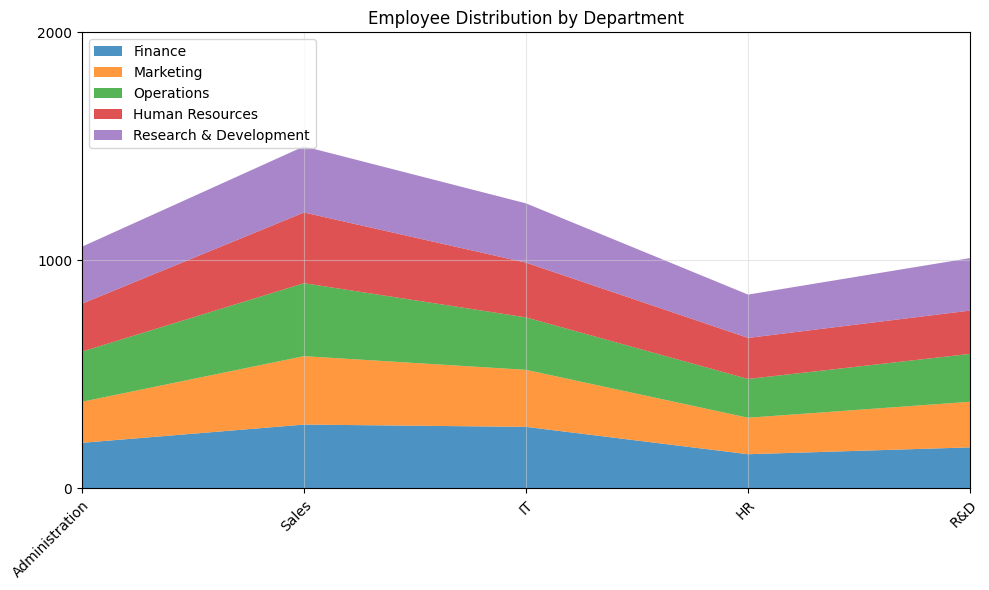 Employee Distribution by Department
2000
1000
0
Finance
Marketing
Operations
Human Resources
Research & Development
Administration
Sales
IT
HR
R&D